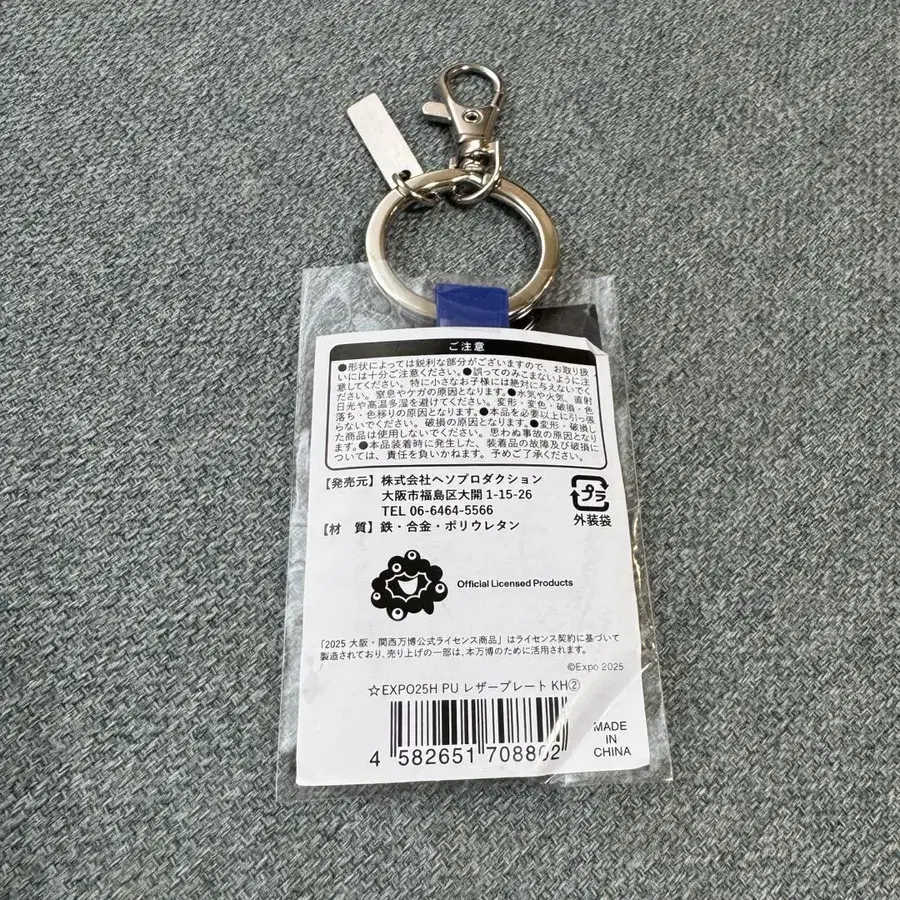 ご注意
●形状によっては鋭利な部分がございますので、お取り扱
いには十分ご注意ください。●誤ってのみこまないように注
意してください。特に小さなお子様には絶対に与えないでく
ださい。窒息やケガの原因となります。●水気や火気、直射
日光や高温多湿を避けてください。変形・変色・破損・色
落ち・色移りの原因となります。●本品を必要以上に引っ張
らないでください。破損の原因となります。●変形・破損し
た商品は使用しないでください。思わぬ事故の原因となり
ます。●本品装着時に発生した、装着品の故障及び破損に
ついては、責任を負いかねます。予めご了承ください。
【発売元】株式会社ヘソプロダクション
大阪市福島区大開 1-15-26
TEL 06-6464-5566
【材　質】鉄・合金・ポリウレタン
プラ
外装袋
Official Licensed Products
「2025 大阪・関西万博公式ライセンス商品」はライセンス契約に基づいて
製造されており、売り上げの一部は、本万博のために活用されます。
©Expo 2025
☆EXPO25H PU レザープレート KH②
4 582651 708802
MADE
IN
CHINA